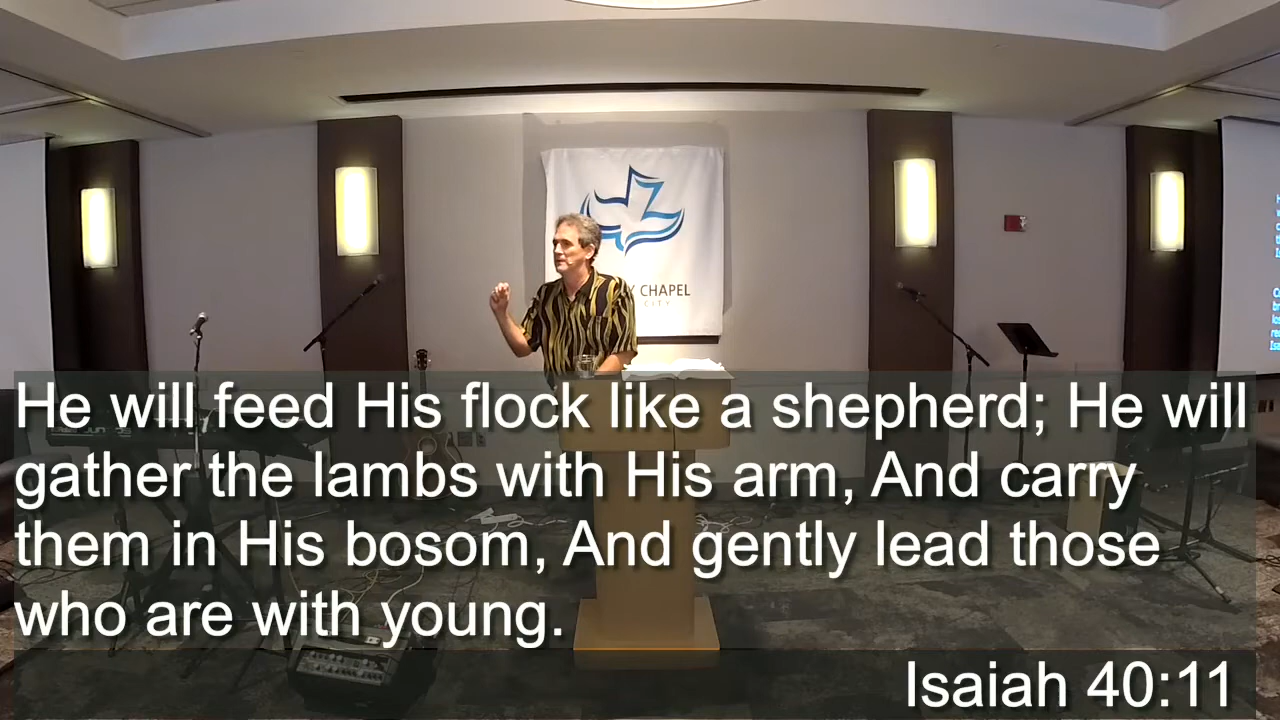 Y CHAPEL
CITY
He will feed His flock like a shepherd; He will
gather the lambs with His arm, And carry
them in His bosom, And gently lead those
who are with young.
Isaiah 40:11